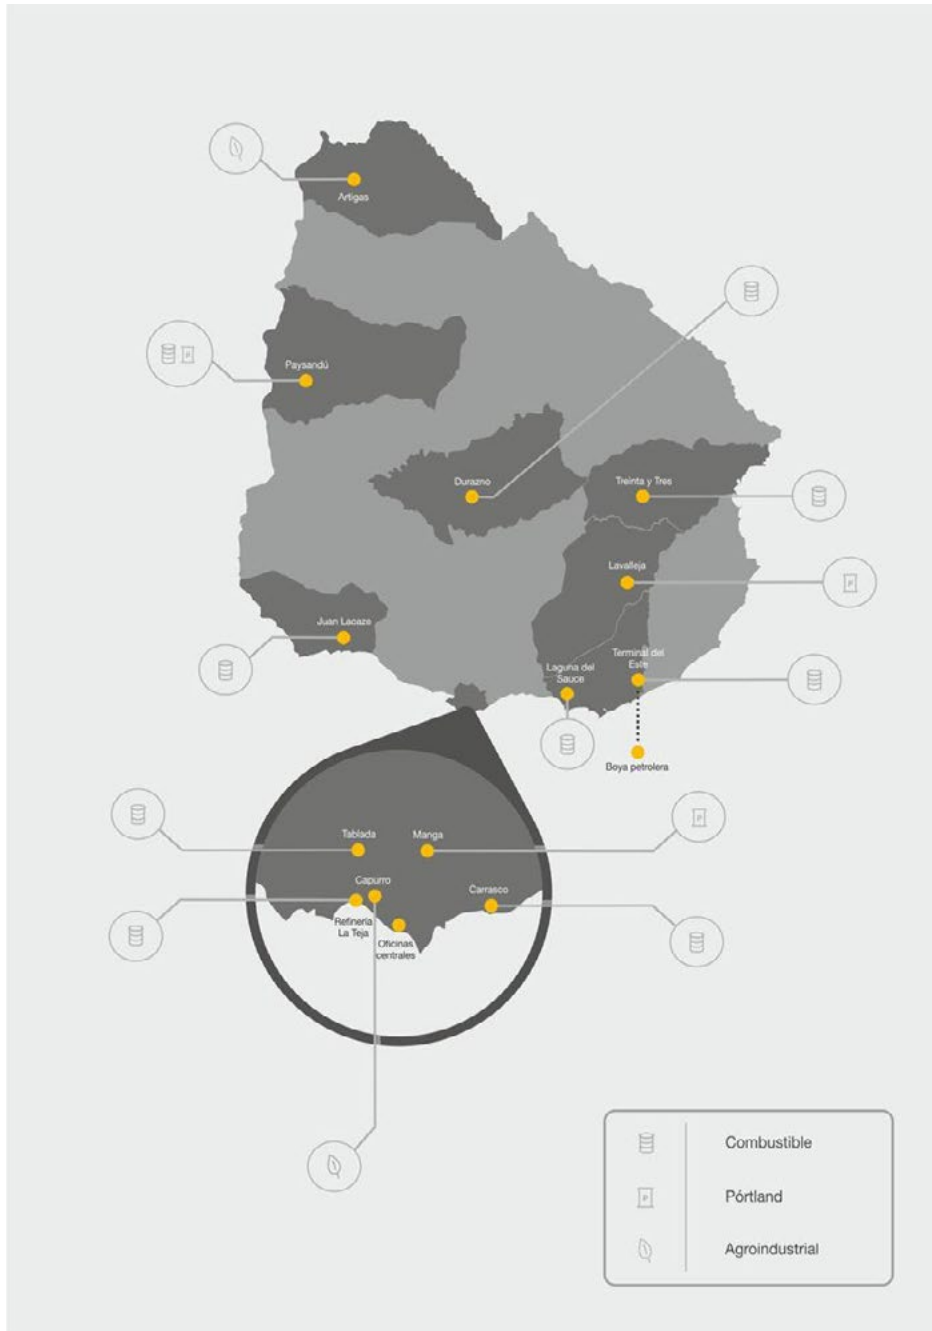 Artigas
Paysandú
Durazno
Treinta y Tres
Lavalleja
Juan Lacaze
Terminal del
Este
Laguna del
Sauce
Boya petrolera
Tablada
Manga
Capurro
Carrasco
Refinería
La Teja
Oficinas
centrales
P
P
P
Combustible
P
Pórtland
Agroindustrial